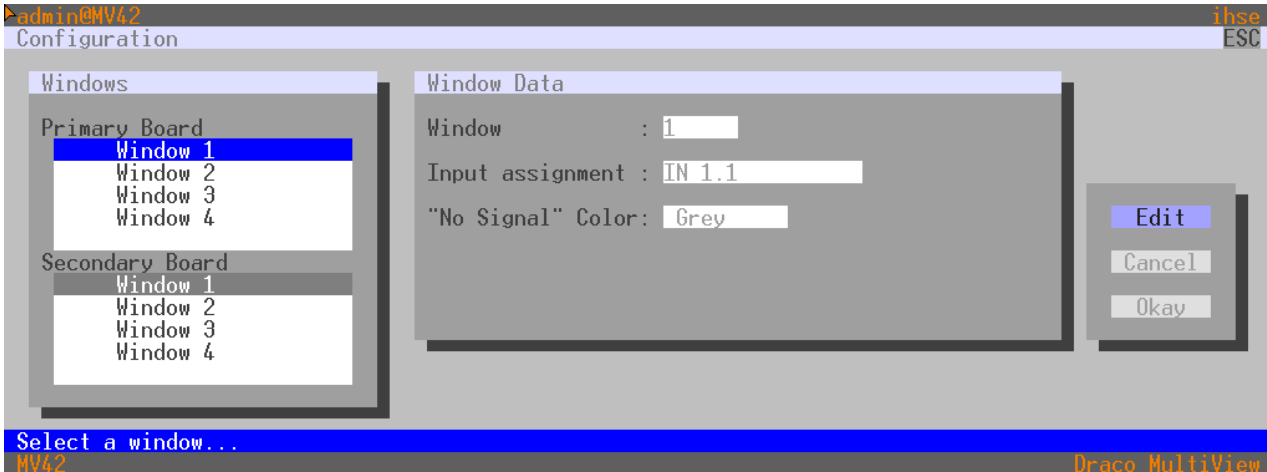 admin@MV42 ihse
Configuration ESC
Windows
Primary Board
Window 1
Window 2
Window 3
Window 4
Secondary Board
Window 1
Window 2
Window 3
Window 4
Window Data
Window : 1
Input assignment : IN 1.1
"No Signal" Color: Grey
Edit
Cancel
Okay
Select a window...
MV42 Draco MultiView